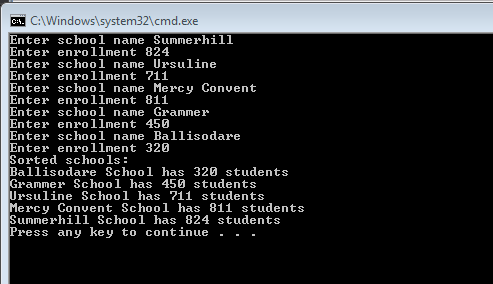 C:\Windows\system32\cmd.exe
Enter school name Summerhill
Enter enrollment 824
Enter school name Ursuline
Enter enrollment 711
Enter school name Mercy Convent
Enter enrollment 811
Enter school name Grammer
Enter enrollment 450
Enter school name Ballisodare
Enter enrollment 320
Sorted schools:
Ballisodare School has 320 students
Grammer School has 450 students
Ursuline School has 711 students
Mercy Convent School has 811 students
Summerhill School has 824 students
Press any key to continue . . .